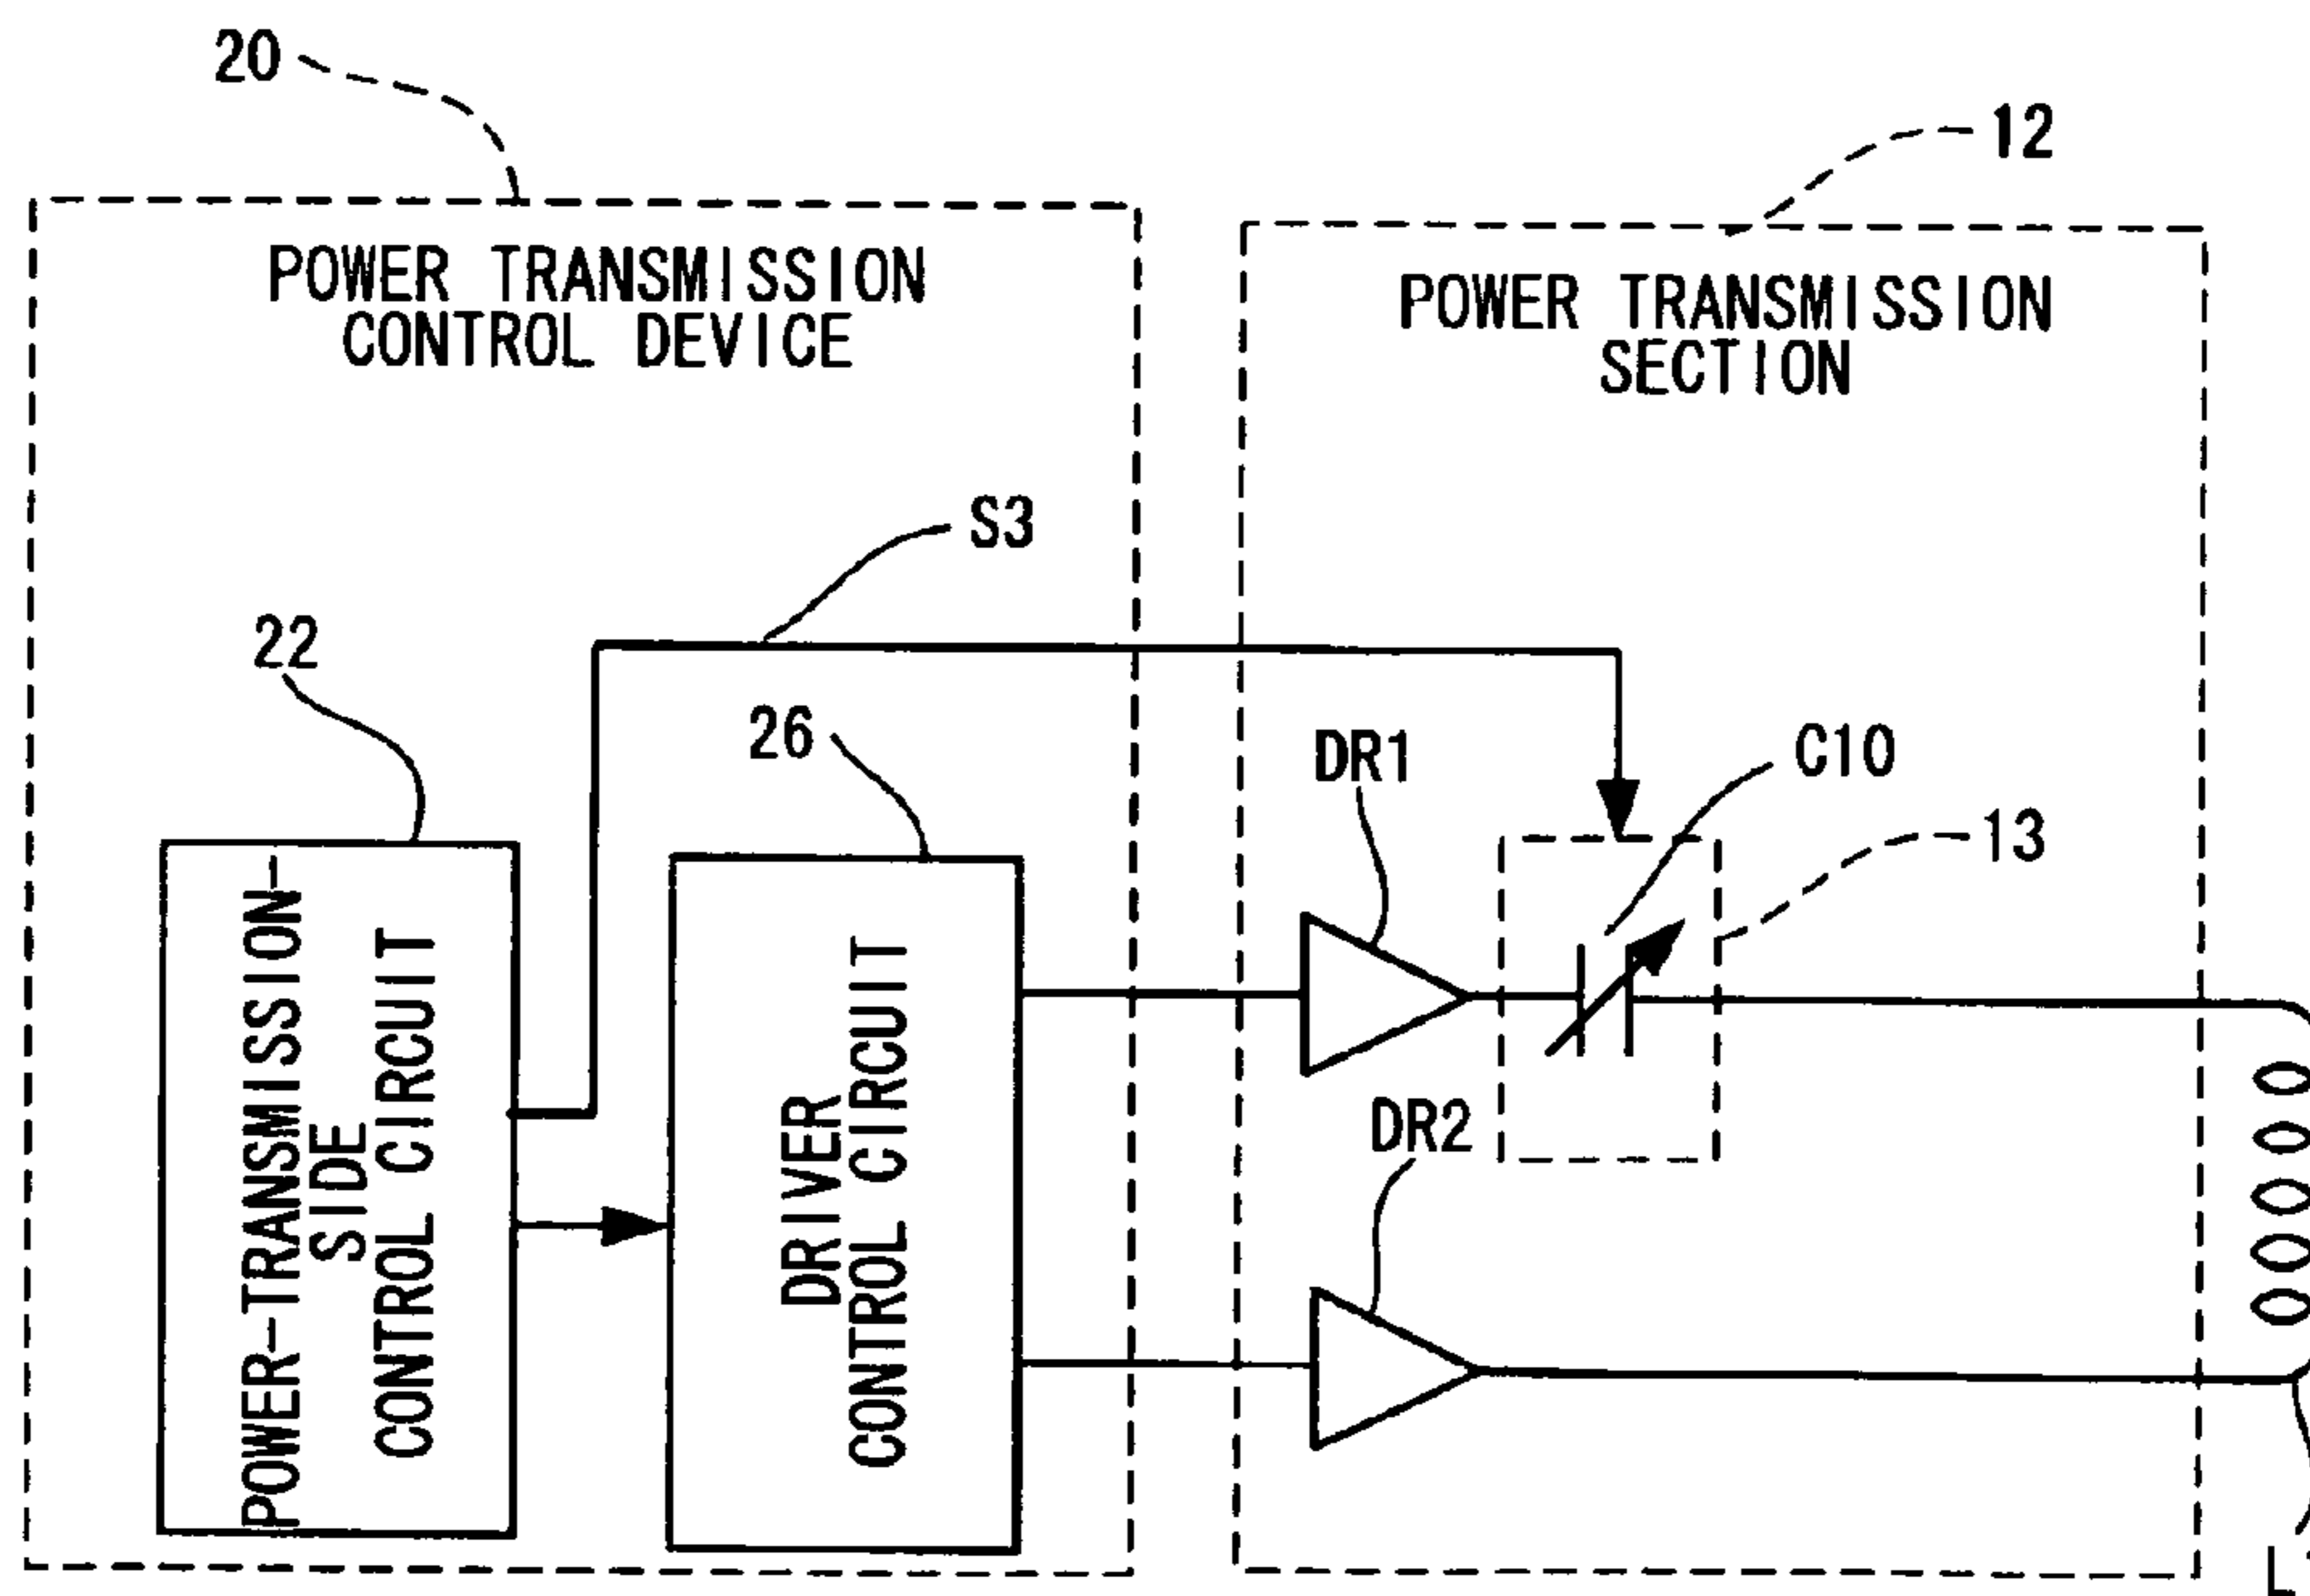 20
12
POWER TRANSMISSION
CONTROL DEVICE
POWER TRANSMISSION
SECTION
S3
22
26
DR1
C10
13
DR2
POWER-TRANSMISSION-
SIDE
CONTROL CIRCUIT
DRIVER
CONTROL CIRCUIT